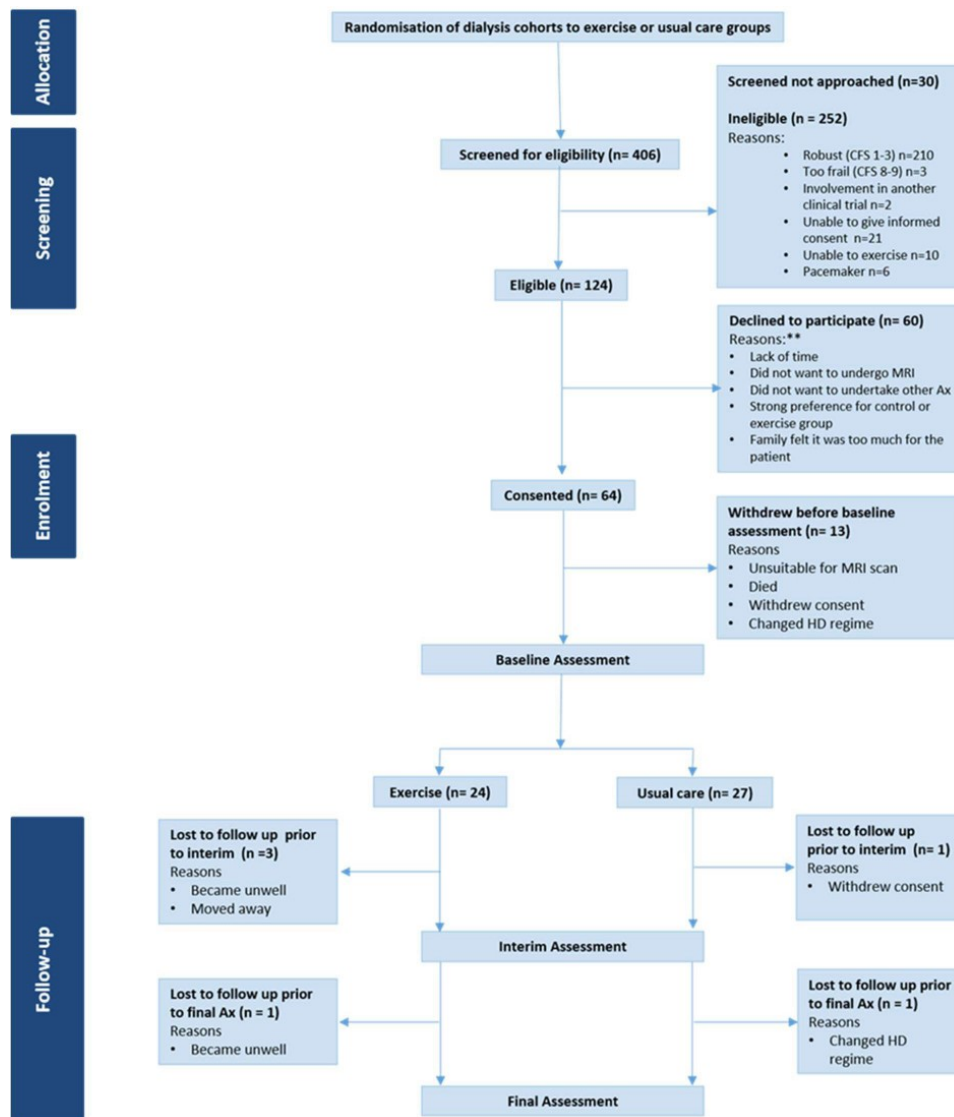 Allocation
Randomisation of dialysis cohorts to exercise or usual care groups
Screened not approached (n=30)
Ineligible (n = 252)
Reasons:
• Robust (CFS 1-3) n=210
• Too frail (CFS 8-9) n=3
• Involvement in another
clinical trial n=2
• Unable to give informed
consent n=21
• Unable to exercise n=10
• Pacemaker n=6
Screening
Screened for eligibility (n= 406)
Eligible (n= 124)
Declined to participate (n= 60)
Reasons:**
• Lack of time
• Did not want to undergo MRI
• Did not want to undertake other Ax
• Strong preference for control or
exercise group
• Family felt it was too much for the
patient
Enrolment
Consented (n= 64)
Withdrew before baseline
assessment (n= 13)
Reasons
• Unsuitable for MRI scan
• Died
• Withdrew consent
• Changed HD regime
Baseline Assessment
Exercise (n= 24)
Usual care (n= 27)
Follow-up
Lost to follow up prior
to interim (n =3)
Reasons
• Became unwell
• Moved away
Lost to follow up
prior to interim (n= 1)
Reasons
• Withdrew consent
Interim Assessment
Lost to follow up prior
to final Ax (n = 1)
Reasons
• Became unwell
Lost to follow up prior
to final Ax (n = 1)
Reasons
• Changed HD
regime
Final Assessment